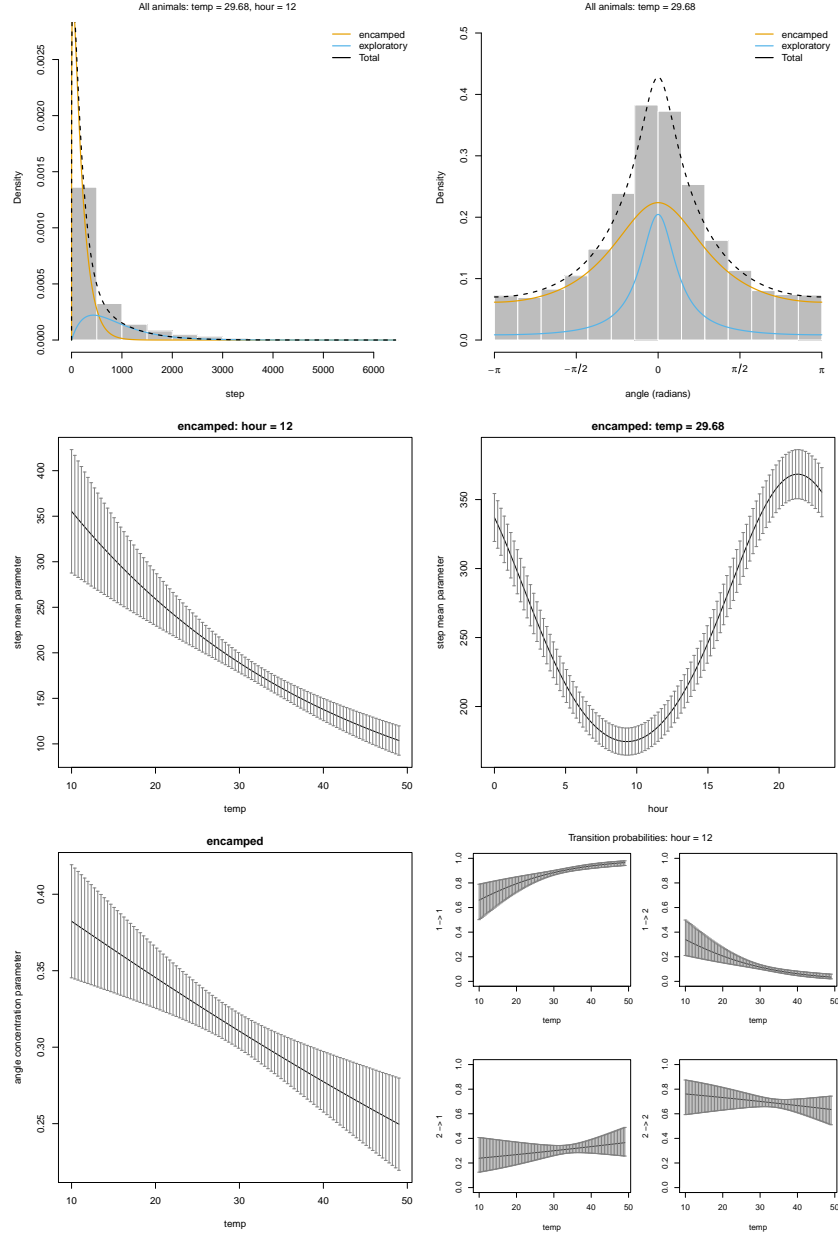 All animals: temp = 29.68, hour = 12
encamped
exploratory
Total
Density
0.0000 0.0005 0.0010 0.0015 0.0020 0.0025
0 1000 2000 3000 4000 5000 6000
step
All animals: temp = 29.68
encamped
exploratory
Total
Density
0.0 0.1 0.2 0.3 0.4 0.5
−π −π/2 0 π/2 π
angle (radians)
encamped: hour = 12
step mean parameter
100 150 200 250 300 350 400
10 20 30 40 50
temp
encamped: temp = 29.68
step mean parameter
200 250 300 350
0 5 10 15 20
hour
encamped
angle concentration parameter
0.25 0.30 0.35 0.40
10 20 30 40 50
temp
Transition probabilities: hour = 12
1 −> 1
0.0 0.2 0.4 0.6 0.8 1.0
10 20 30 40 50
temp
1 −> 2
0.0 0.2 0.4 0.6 0.8 1.0
10 20 30 40 50
temp
2 −> 1
0.0 0.2 0.4 0.6 0.8 1.0
10 20 30 40 50
temp
2 −> 2
0.0 0.2 0.4 0.6 0.8 1.0
10 20 30 40 50
temp